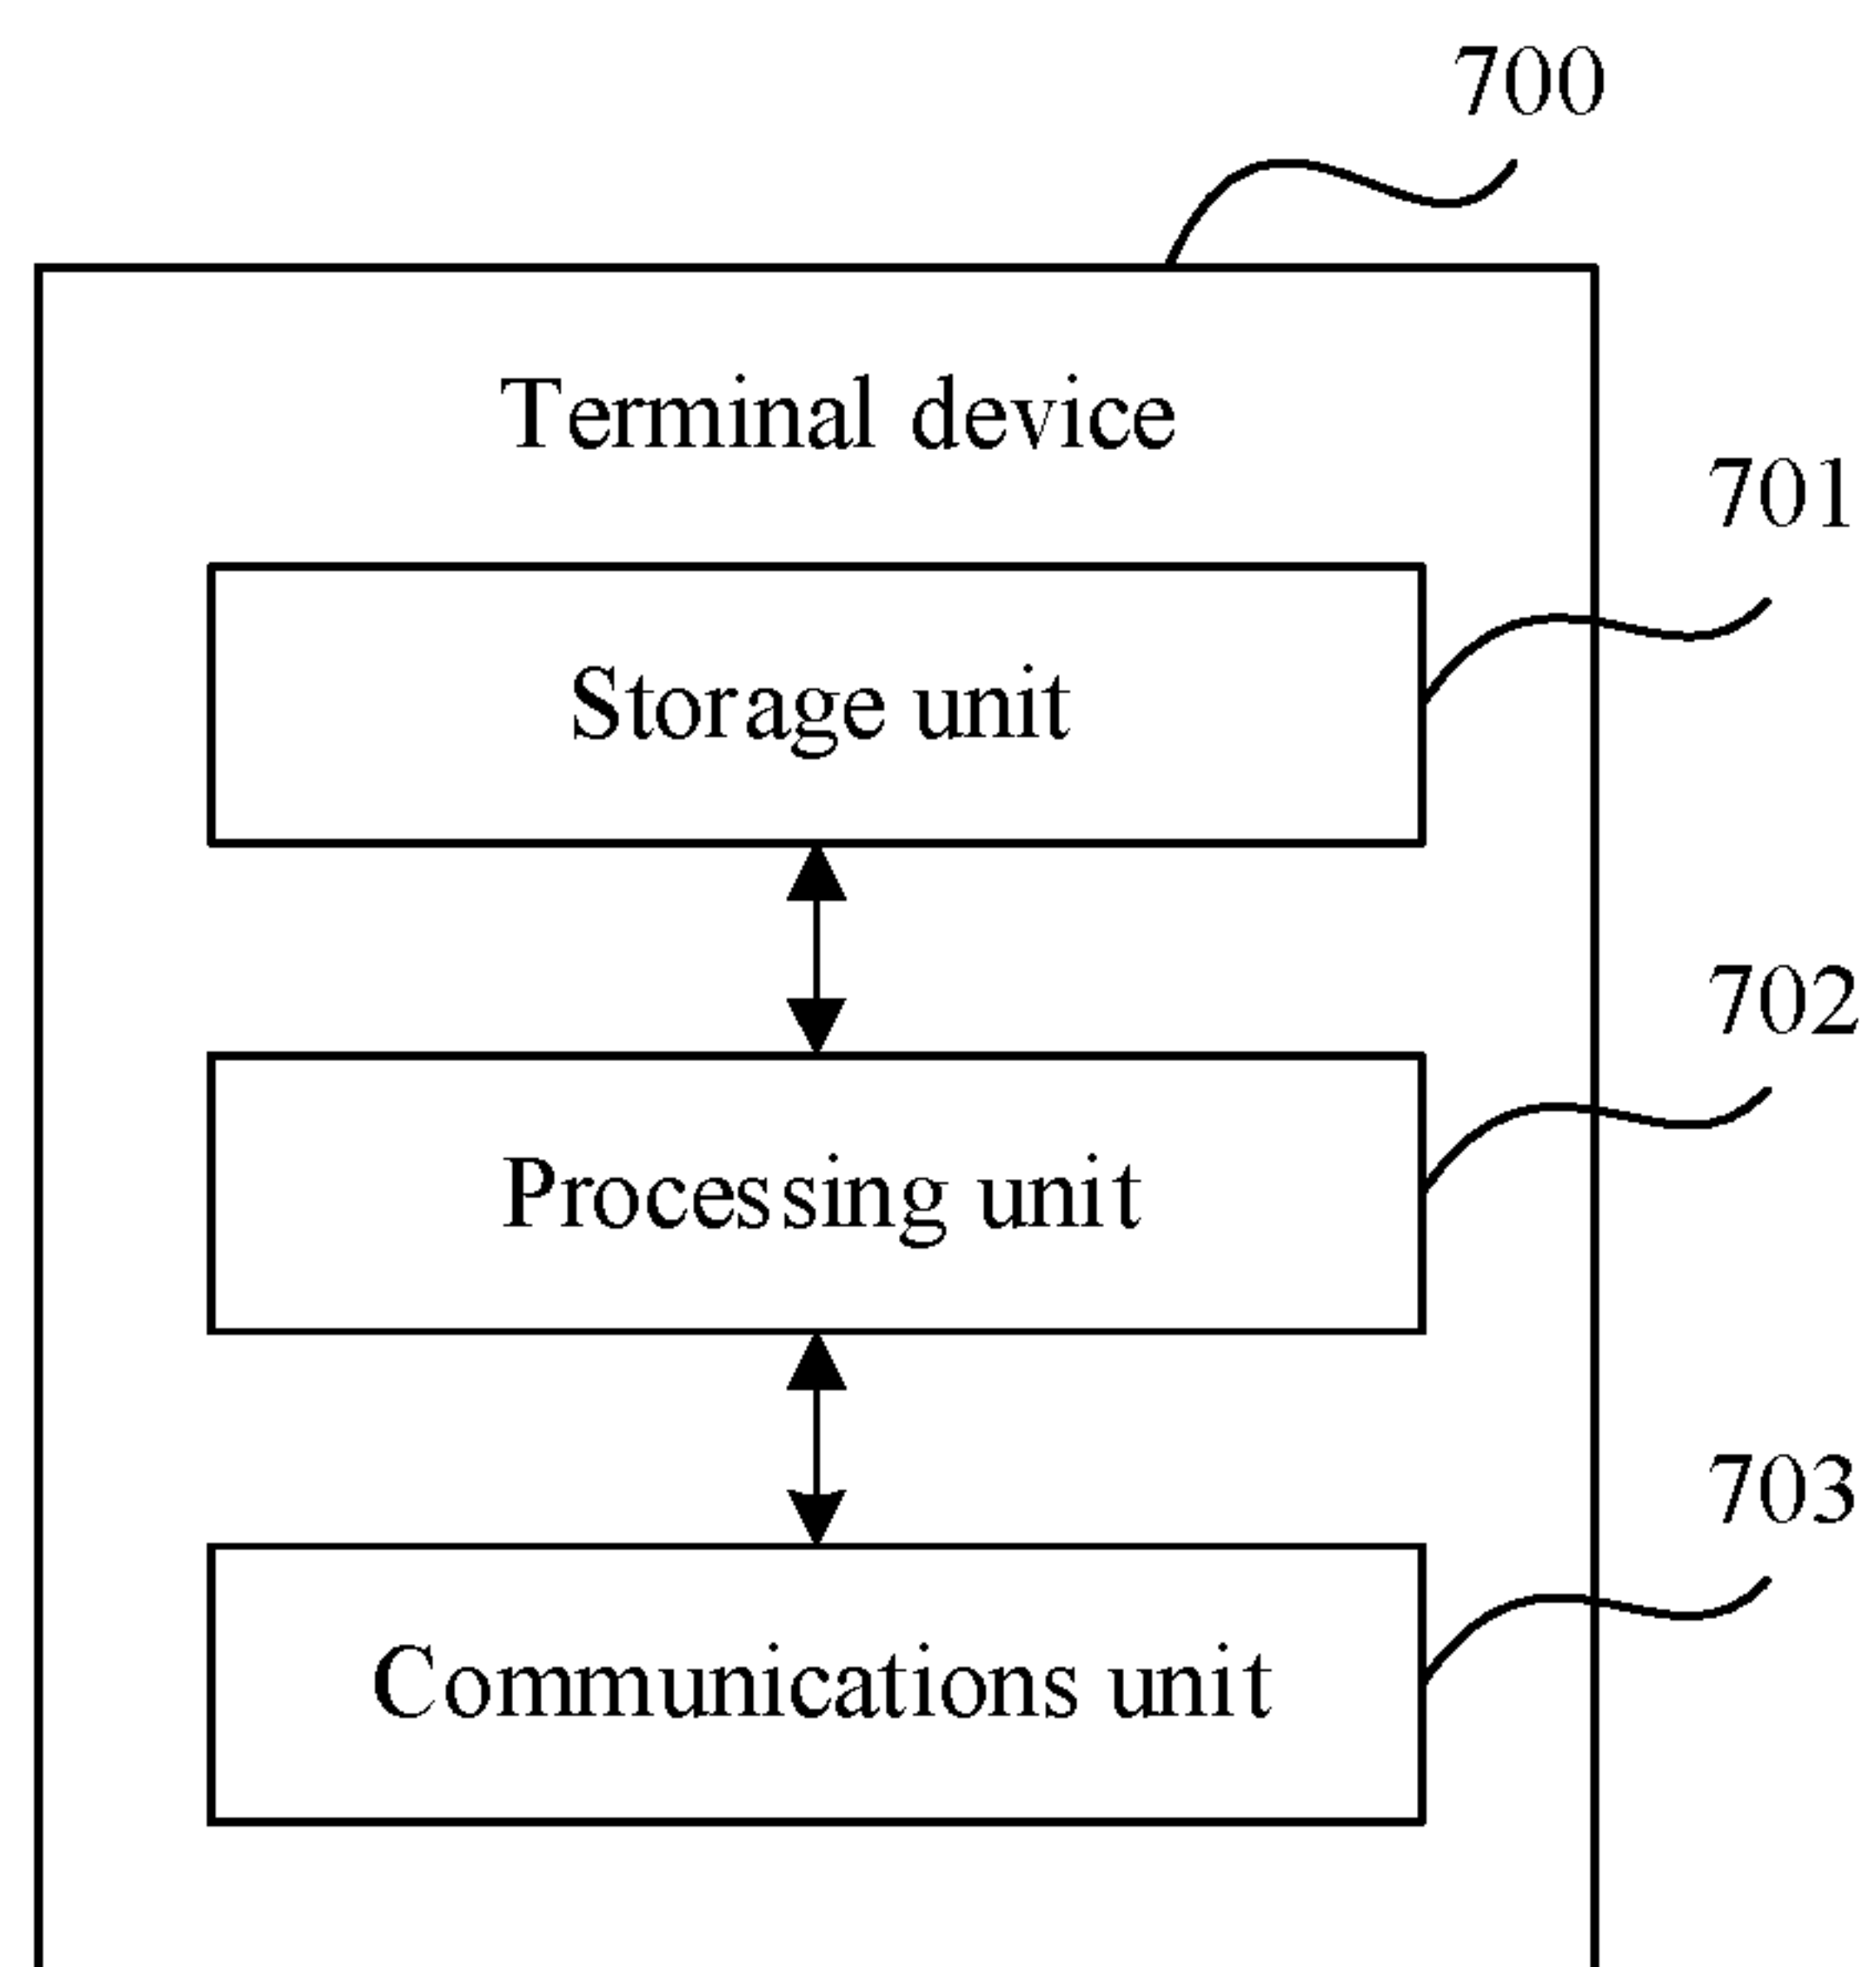 700
Terminal device
701
Storage unit
702
Processing unit
703
Communications unit